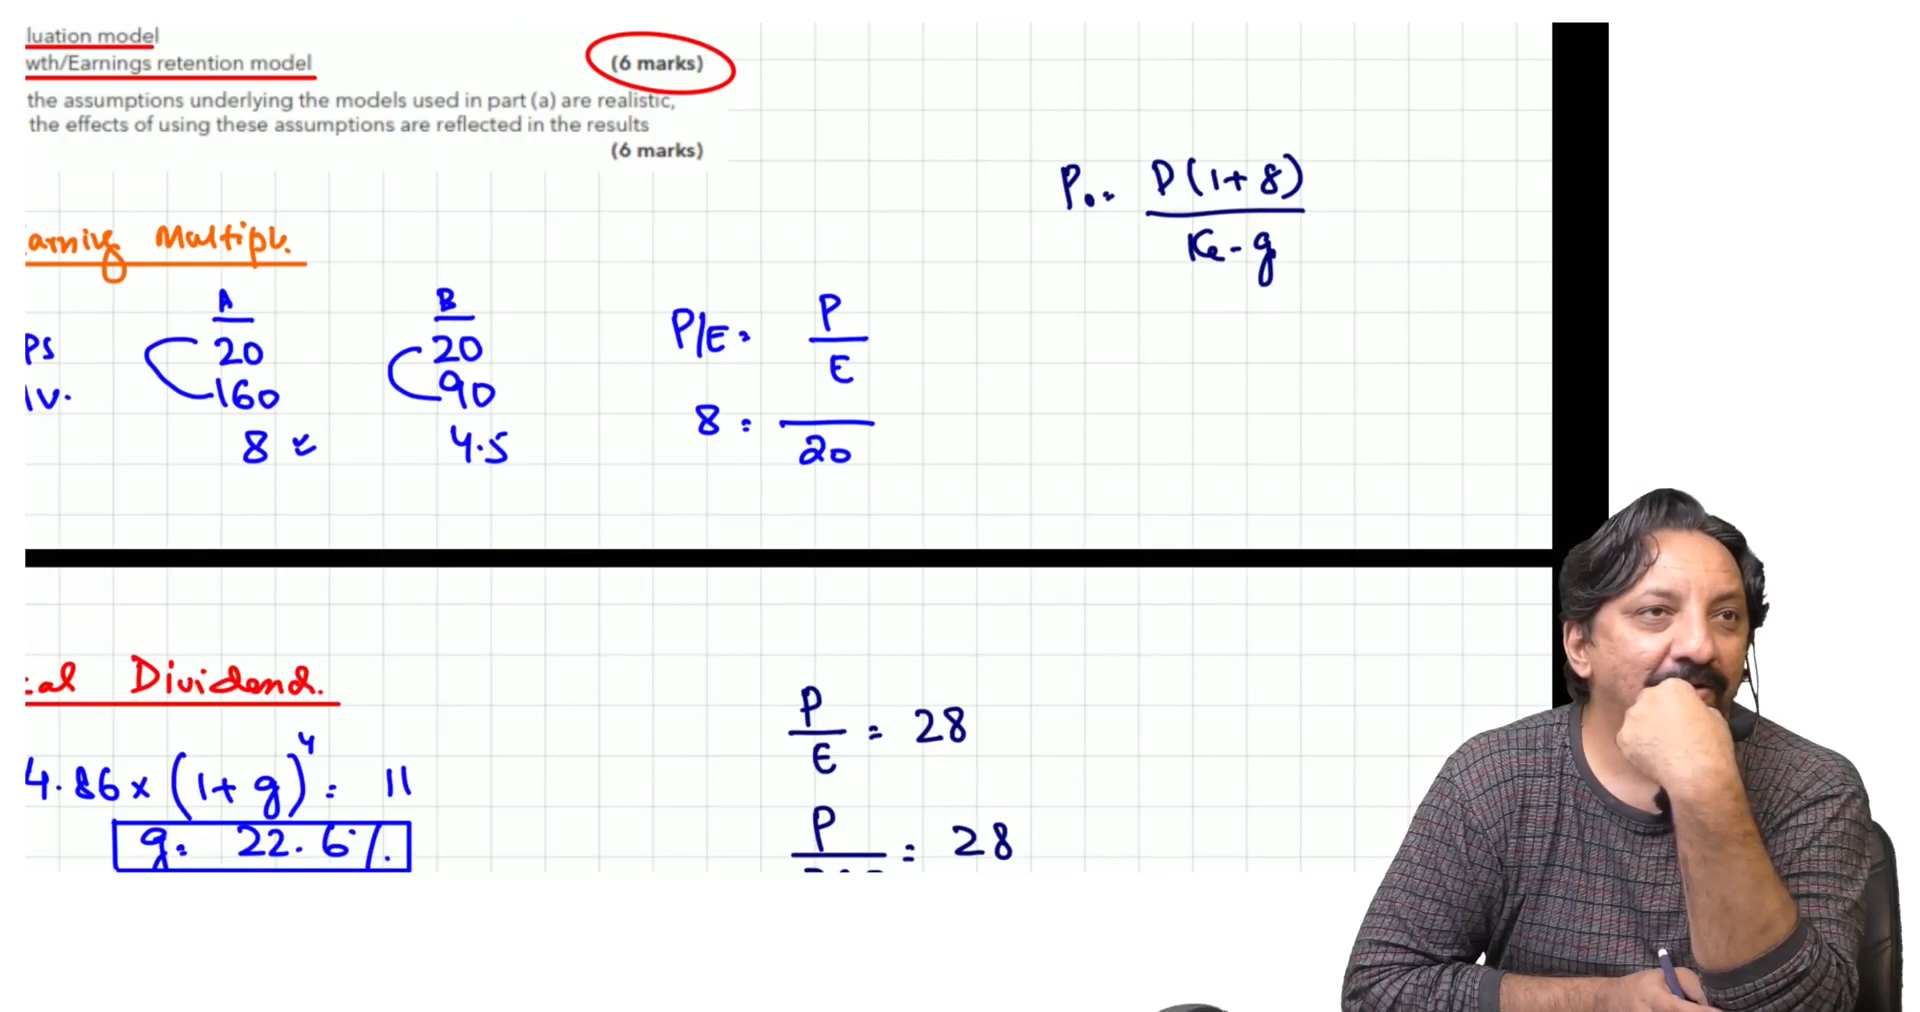 luation model
wth/Earnings retention model (6 marks)
the assumptions underlying the models used in part (a) are realistic,
the effects of using these assumptions are reflected in the results
(6 marks)
P₀ = D(1+g)
Ke - g
arning Multipl.
A B
PS 20 20
iv. 160 90
8 4.5
P/E = P
E
8 =
20
cal Dividend.
4.86 x (1+g)⁴ = 11
g = 22.6%.
P
E = 28
P = 28